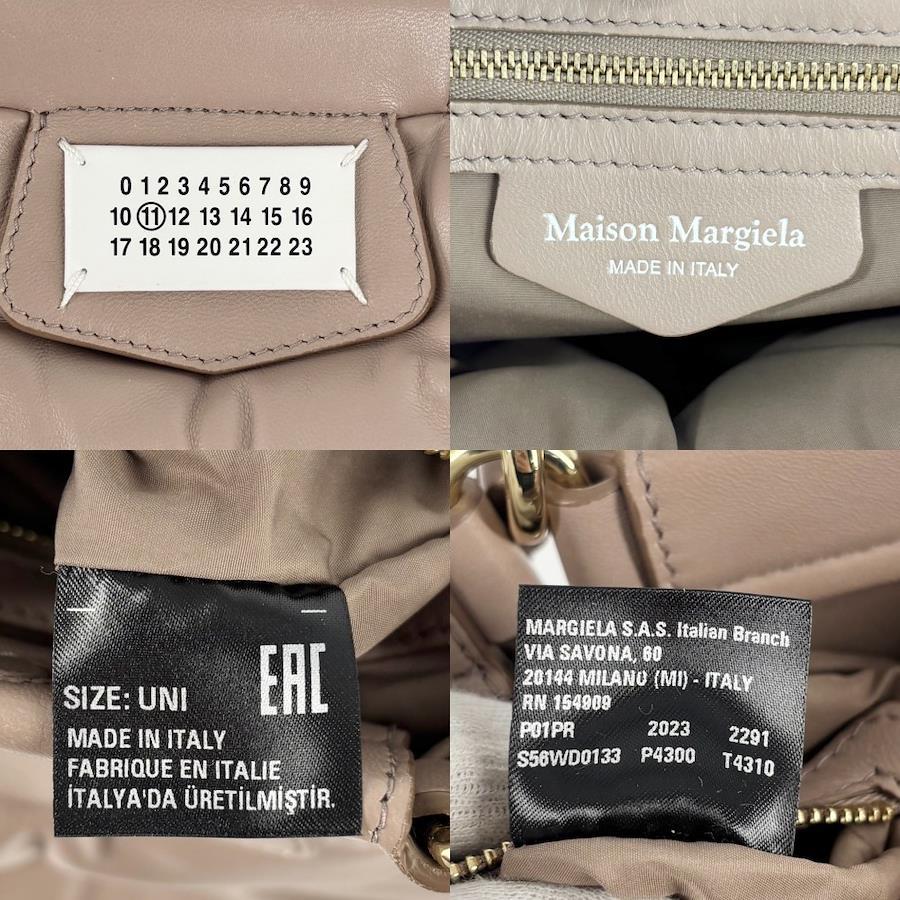 0 1 2 3 4 5 6 7 8 9
10 11 12 13 14 15 16
17 18 19 20 21 22 23
Maison Margiela
MADE IN ITALY
EAC
SIZE: UNI
MADE IN ITALY
FABRIQUE EN ITALIE
İTALYA'DA ÜRETİLMİŞTİR.
MARGIELA S.A.S. Italian Branch
VIA SAVONA, 60
20144 MILANO (MI) - ITALY
RN 154909
P01PR 2023 2291
S56WD0133 P4300 T4310